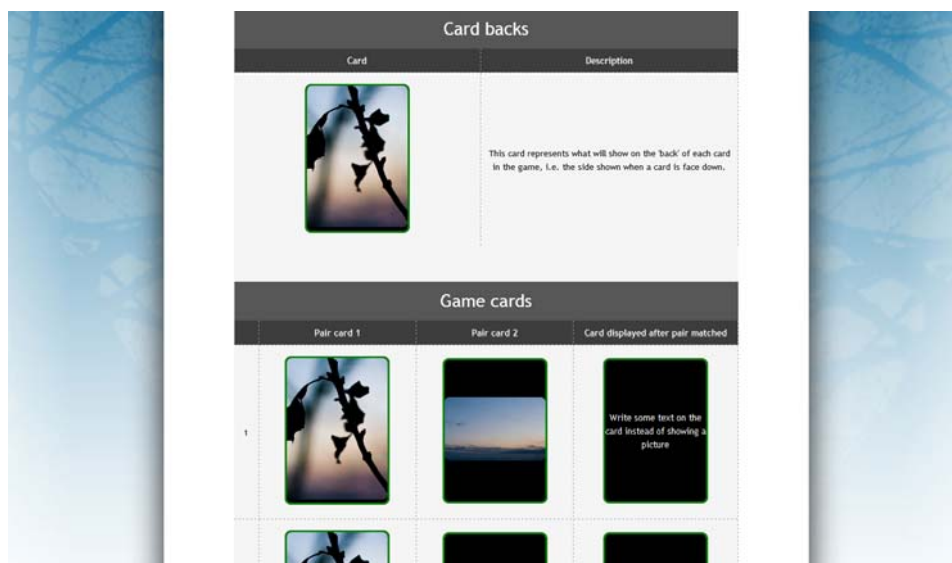 Card backs
Card Description
This card represents what will show on the 'back' of each card
in the game, i.e. the side shown when a card is face down.
Game cards
Pair card 1 Pair card 2 Card displayed after pair matched
1
Write some text on the
card instead of showing a
picture